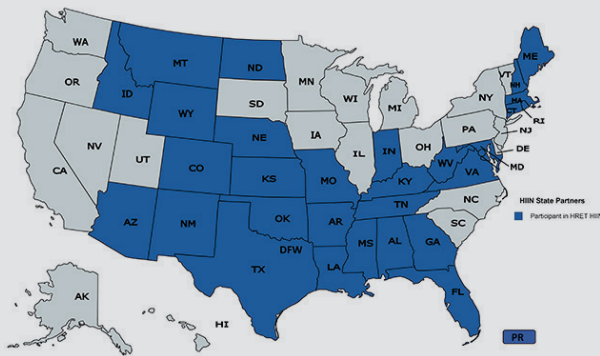 WA
MT
ND
MN
ME
VT
NH
OR
ID
WY
SD
WI
MI
NY
MA
CT
RI
NV
UT
NE
IA
IL
IN
OH
PA
NJ
DE
MD
CA
CO
KS
MO
KY
WV
VA
AZ
NM
OK
AR
TN
NC
SC
HIIN State Partners
Participant in HRET HIIN
TX
DFW
LA
MS
AL
GA
FL
AK
HI
PR